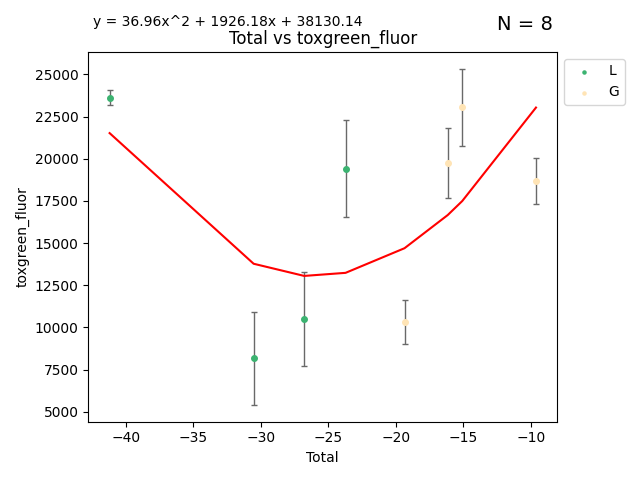 y = 36.96x^2 + 1926.18x + 38130.14
N = 8
Total vs toxgreen_fluor
L
G
toxgreen_fluor
25000
22500
20000
17500
15000
12500
10000
7500
5000
−40
−35
−30
−25
−20
−15
−10
Total